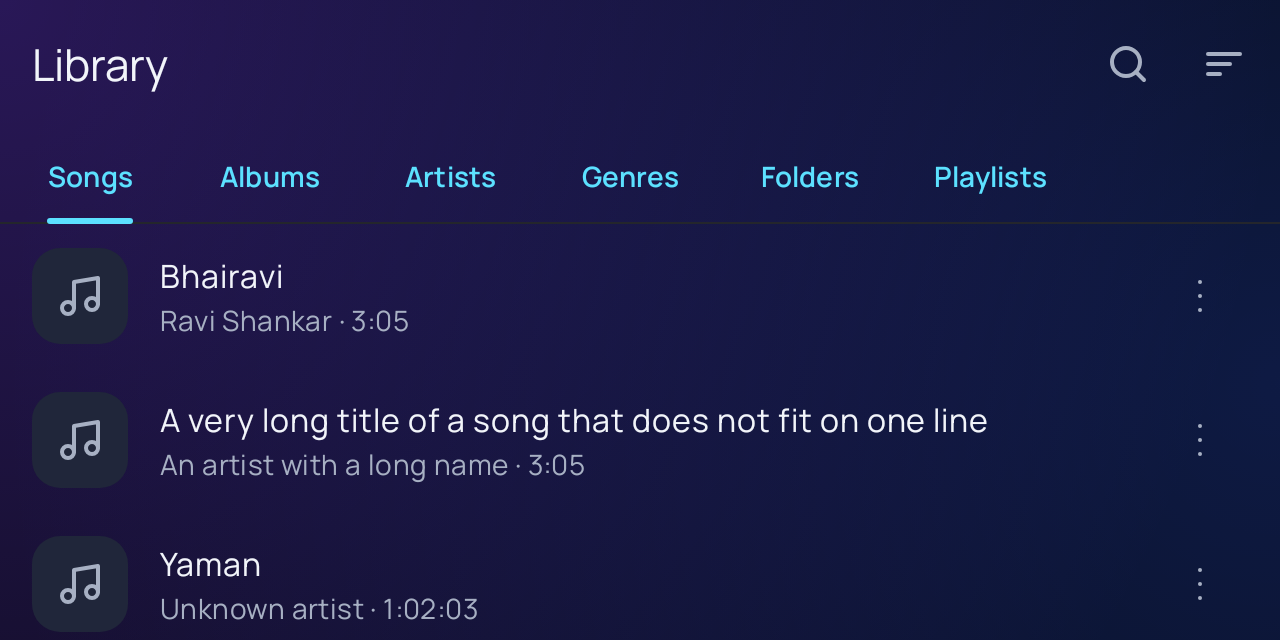 Library
Songs Albums Artists Genres Folders Playlists
Bhairavi
Ravi Shankar · 3:05
A very long title of a song that does not fit on one line
An artist with a long name · 3:05
Yaman
Unknown artist · 1:02:03